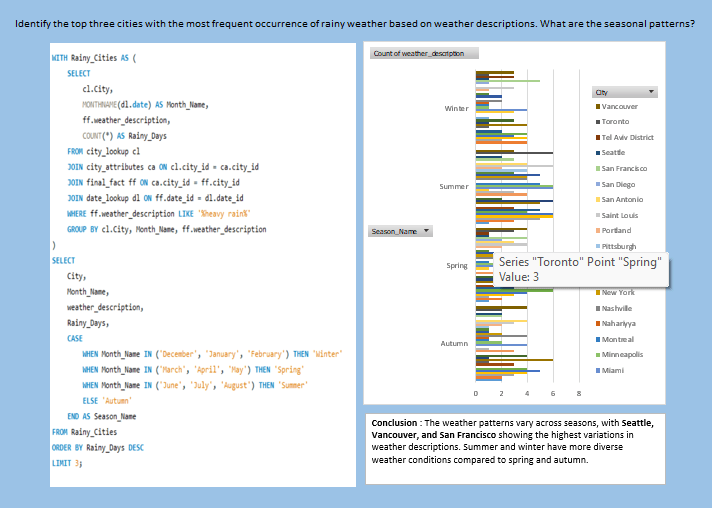 Identify the top three cities with the most frequent occurrence of rainy weather based on weather descriptions. What are the seasonal patterns?
WITH Rainy_Cities AS (
SELECT
cl.City,
MONTHNAME(dl.date) AS Month_Name,
ff.weather_description,
COUNT(*) AS Rainy_Days
FROM city_lookup cl
JOIN city_attributes ca ON cl.city_id = ca.city_id
JOIN final_fact ff ON ca.city_id = ff.city_id
JOIN date_lookup dl ON ff.date_id = dl.date_id
WHERE ff.weather_description LIKE '%heavy rain%'
GROUP BY cl.City, Month_Name, ff.weather_description
)
SELECT
City,
Month_Name,
weather_description,
Rainy_Days,
CASE
WHEN Month_Name IN ('December', 'January', 'February') THEN 'Winter'
WHEN Month_Name IN ('March', 'April', 'May') THEN 'Spring'
WHEN Month_Name IN ('June', 'July', 'August') THEN 'Summer'
ELSE 'Autumn'
END AS Season_Name
FROM Rainy_Cities
ORDER BY Rainy_Days DESC
LIMIT 3;
Count of weather_description
Season_Name
Winter
Summer
Spring
Autumn
0 2 4 6 8
City
Vancouver
Toronto
Tel Aviv District
Seattle
San Francisco
San Diego
San Antonio
Saint Louis
Portland
Pittsburgh
New York
Nashville
Nahariyya
Montreal
Minneapolis
Miami
Series "Toronto" Point "Spring"
Value: 3
Conclusion : The weather patterns vary across seasons, with Seattle,
Vancouver, and San Francisco showing the highest variations in
weather descriptions. Summer and winter have more diverse
weather conditions compared to spring and autumn.